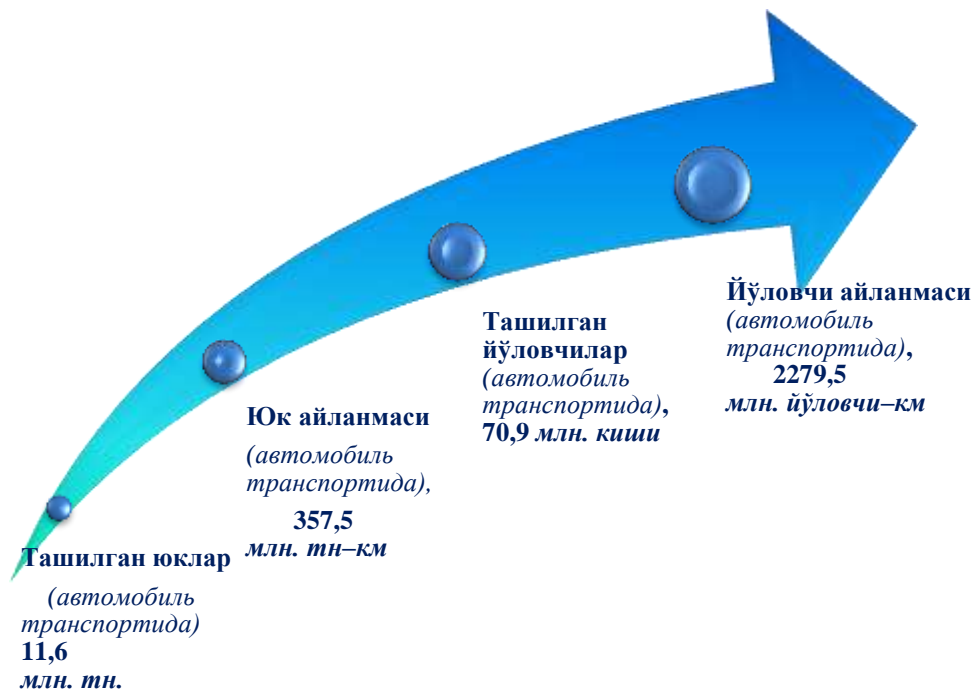 Ташилган юклар
(автомобиль
транспортида)
11,6
млн. тн.
Юк айланмаси
(автомобиль
транспортида),
357,5
млн. тн–км
Ташилган
йўловчилар
(автомобиль
транспортида),
70,9 млн. киши
Йўловчи айланмаси
(автомобиль
транспортида),
2279,5
млн. йўловчи–км